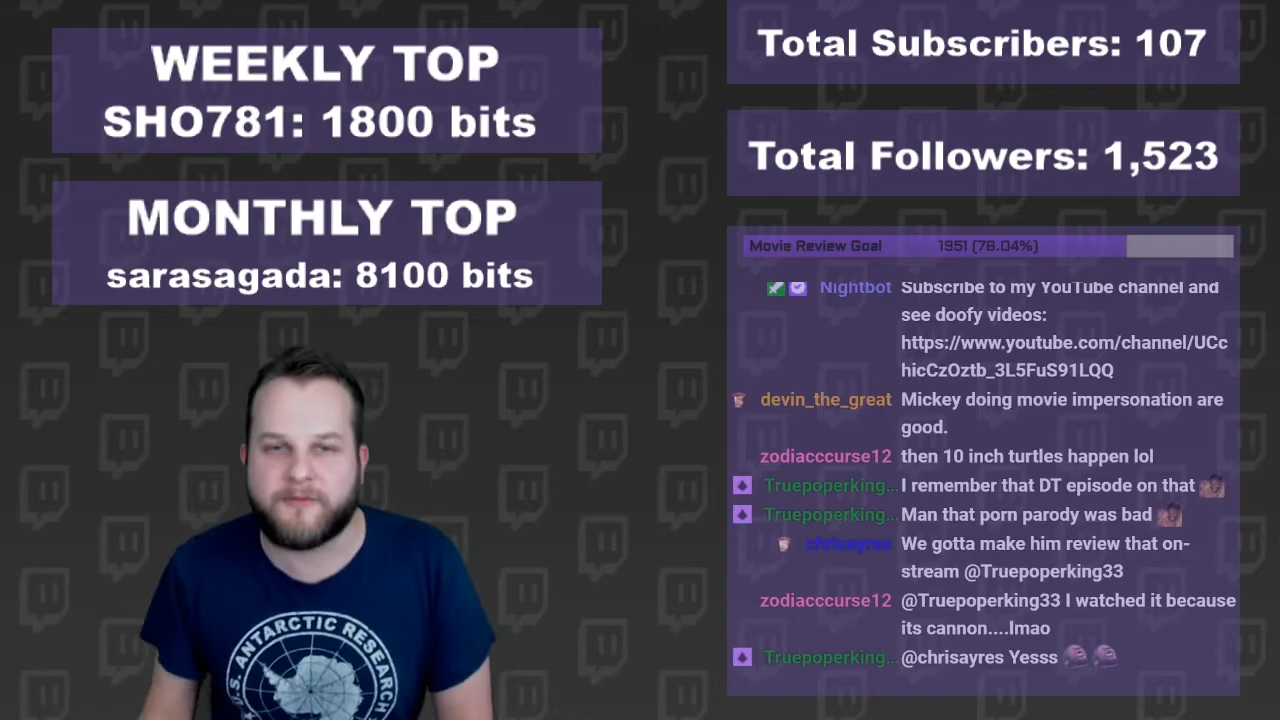 WEEKLY TOP
SHO781: 1800 bits
MONTHLY TOP
sarasagada: 8100 bits
Total Subscribers: 107
Total Followers: 1,523
Movie Review Goal 1951 (78.04%)
Nightbot Subscribe to my YouTube channel and
see doofy videos:
https://www.youtube.com/channel/UCc
hicCzOztb_3L5FuS91LQQ
devin_the_great Mickey doing movie impersonation are
good.
zodiacccurse12 then 10 inch turtles happen lol
Truepoperking... I remember that DT episode on that
Truepoperking... Man that porn parody was bad
chrisayres We gotta make him review that on-
stream @Truepoperking33
zodiacccurse12 @Truepoperking33 I watched it because
its cannon....lmao
Truepoperking... @chrisayres Yesss
U.S. ANTARCTIC RESEARCH